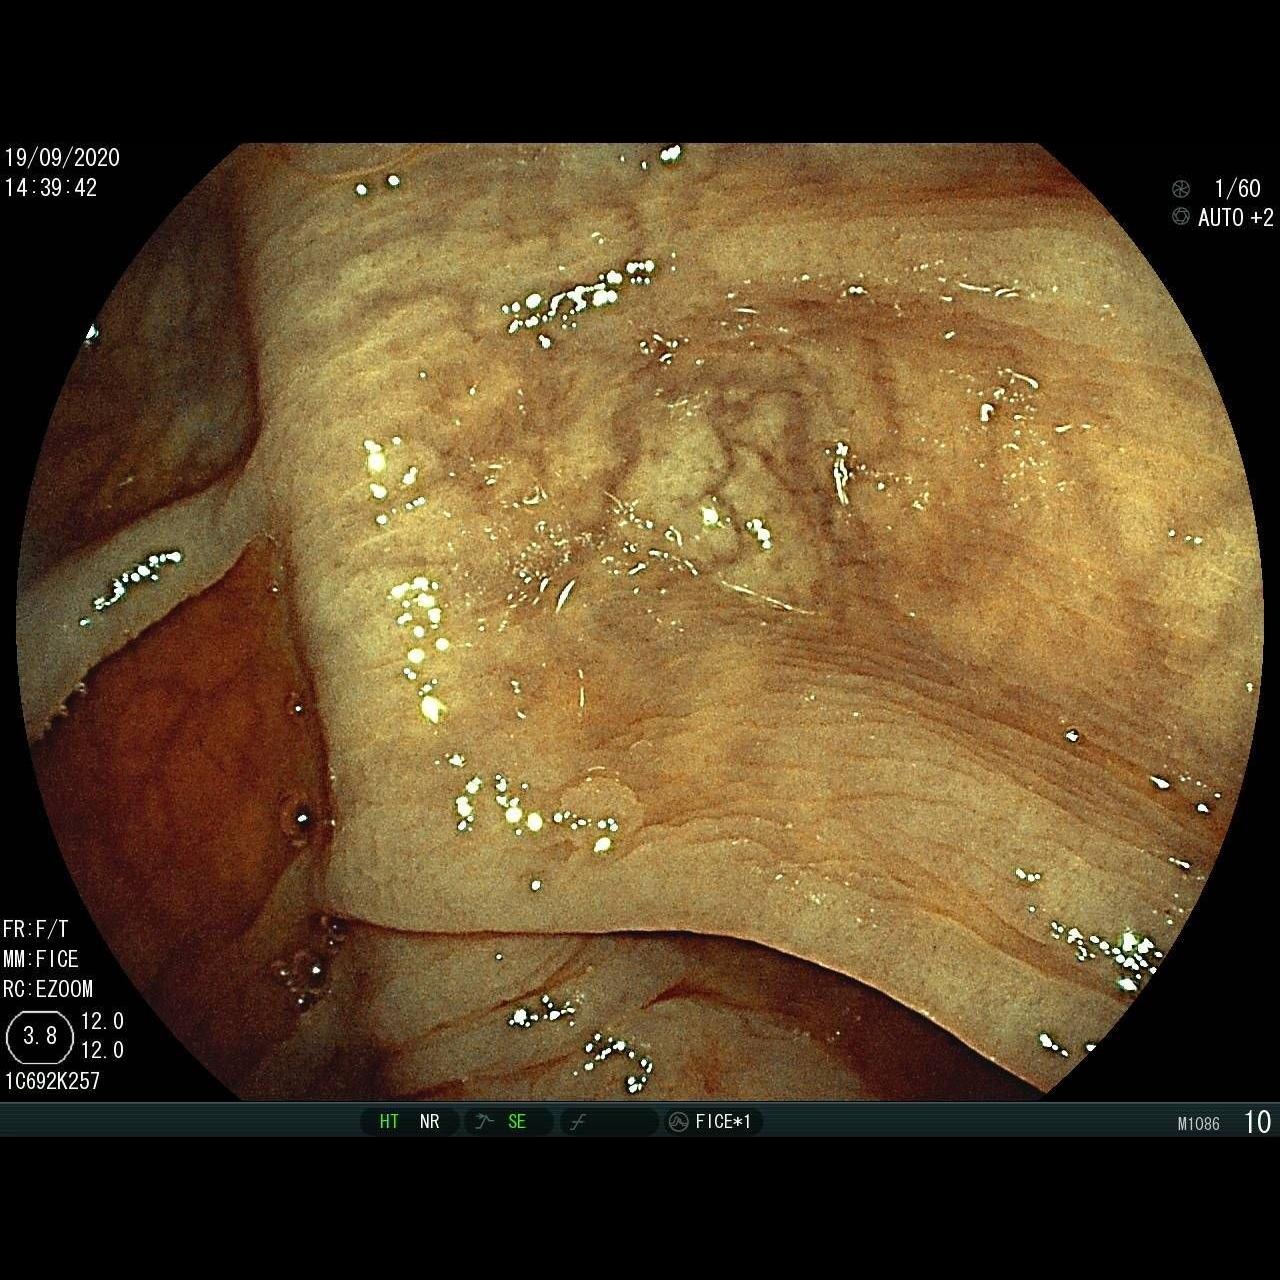 19/09/2020
14:39:42
1/60
AUTO +2
FR:F/T
MM:FICE
RC:EZOOM
3.8
12.0
12.0
1C692K257
HT NR SE FICE*1 M1086 10